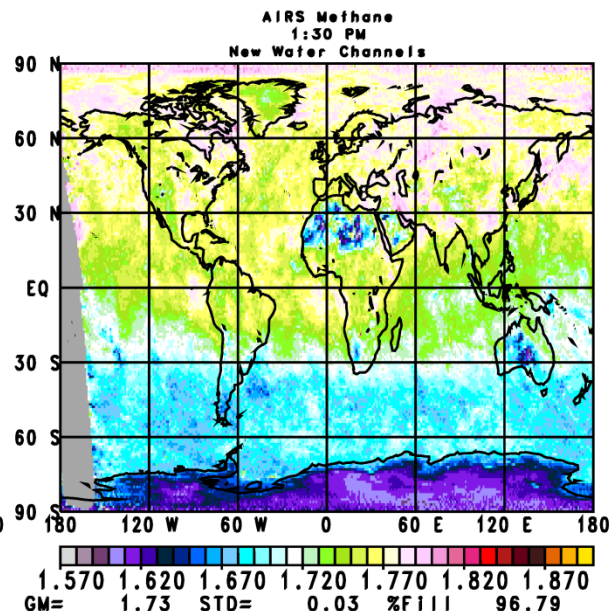 AIRS Methane
1:30 PM
New Water Channels
90 N
60 N
30 N
EQ
30 S
60 S
90 S
0 180 120 W 60 W 0 60 E 120 E 180
1.570 1.620 1.670 1.720 1.770 1.820 1.870
GM= 1.73 STD= 0.03 %Fill 96.79